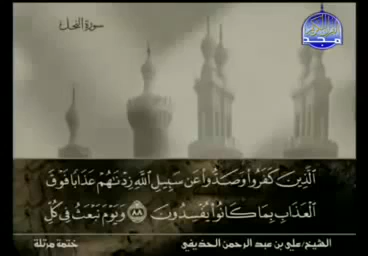 سورة النحل
مجد
الَّذِينَ كَفَرُوا وَصَدُّوا عَن سَبِيلِ اللَّهِ زِدْنَاهُمْ عَذَابًا فَوْقَ
الْعَذَابِ بِمَا كَانُوا يُفْسِدُونَ ۝٨٨ وَيَوْمَ نَبْعَثُ فِي كُلِّ
الشيخ/علي بن عبد الرحمن الحذيفي
ختمة مرتلة